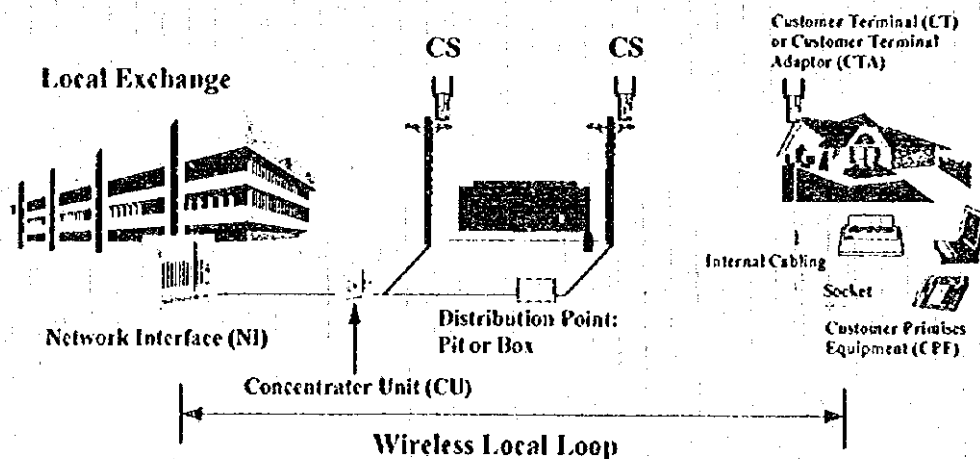 Customer Terminal (CT)
or Customer Terminal
Adaptor (CTA)
CS
CS
Local Exchange
Internal Cabling
Socket
Customer Primises
Equipment (CPE)
Network Interface (NI)
Distribution Point:
Pit or Box
Concentrater Unit (CU)
Wireless Local Loop